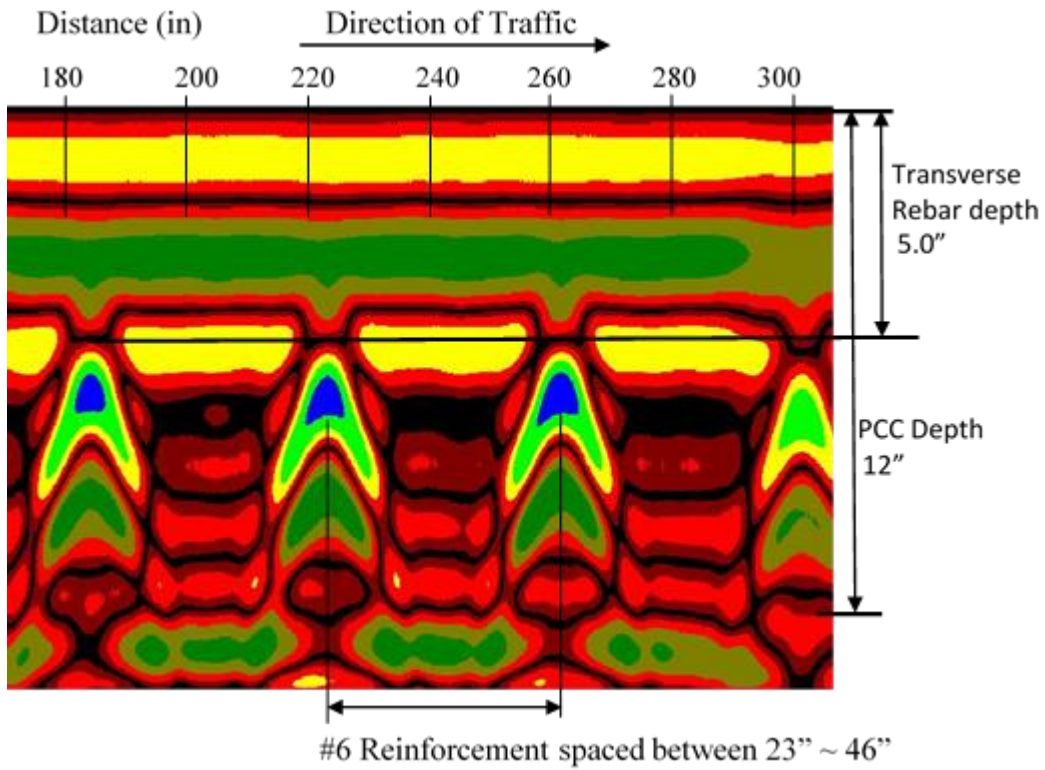 Distance (in) Direction of Traffic
180 200 220 240 260 280 300
Transverse
Rebar depth
5.0”
PCC Depth
12”
#6 Reinforcement spaced between 23” ~ 46”